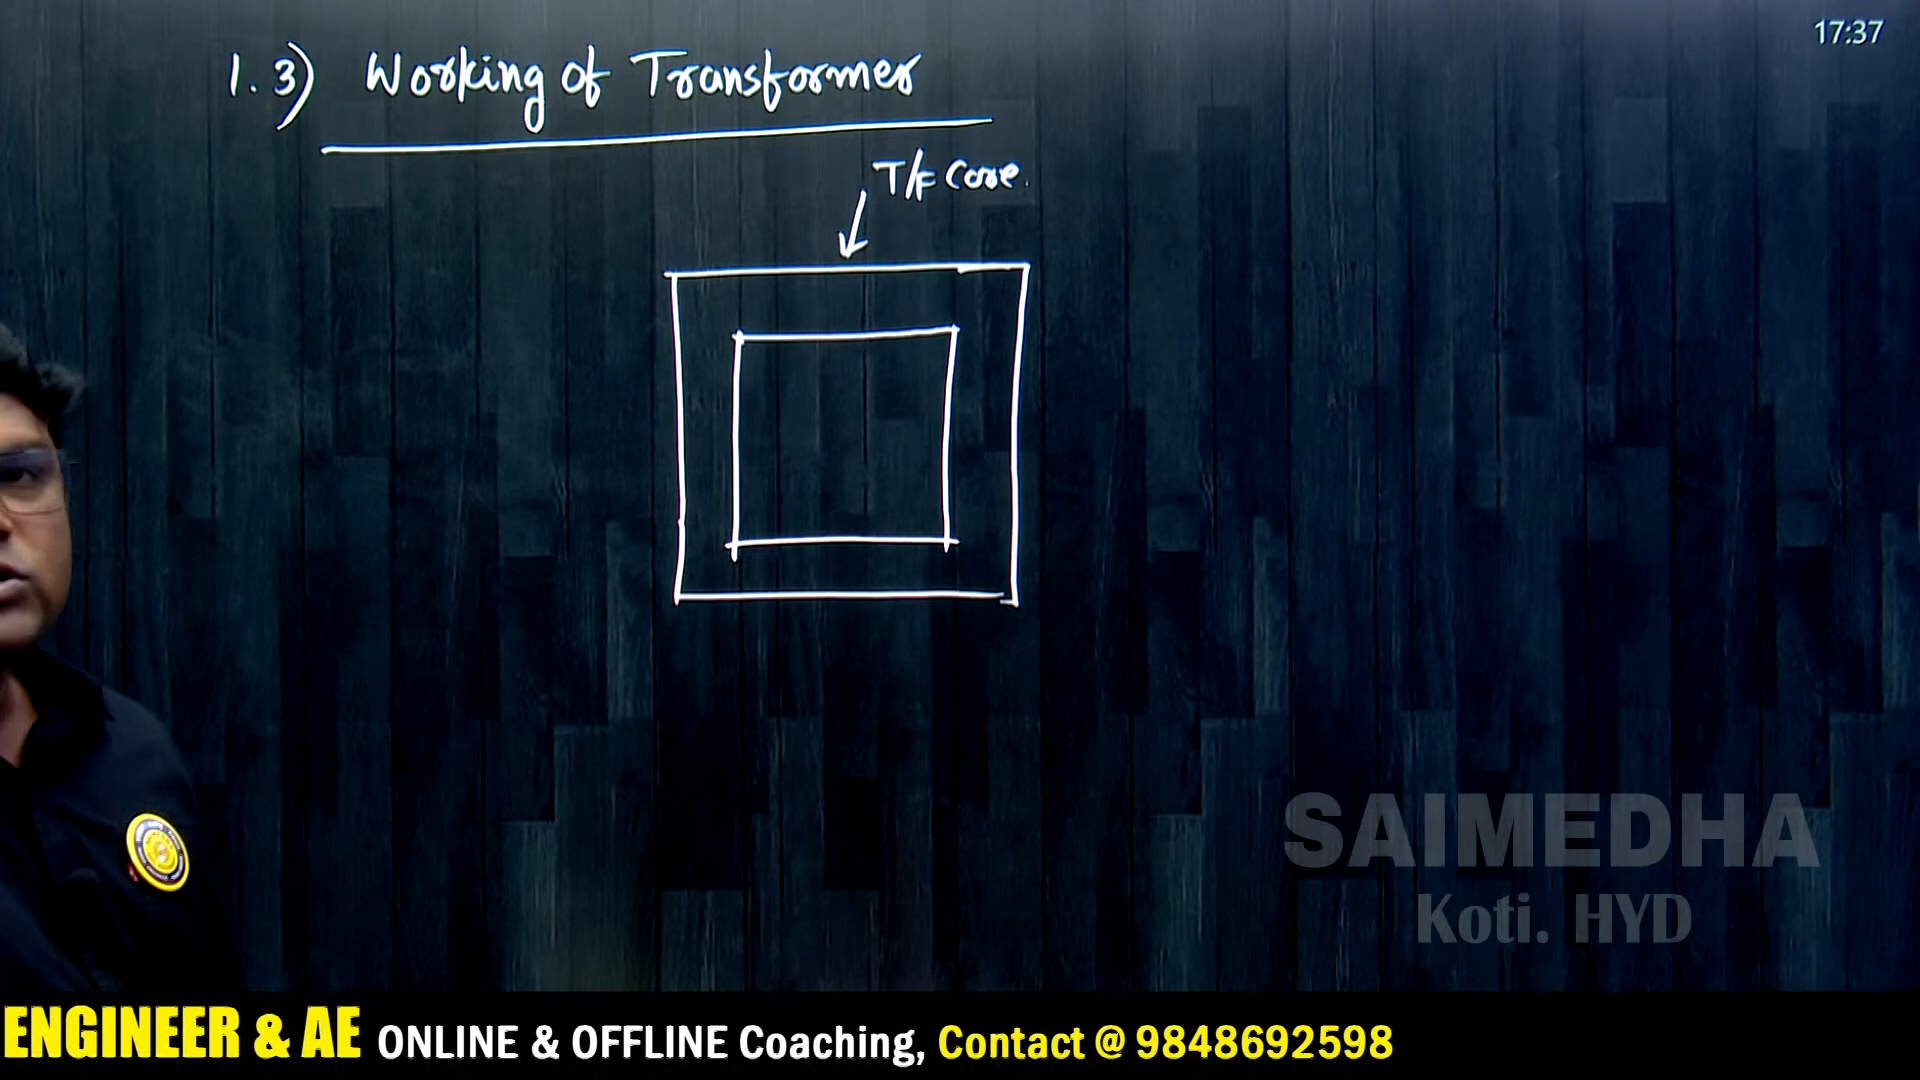 17:37
1.3) Working of Transformer
T/F Core.
SAIMEDHA
Koti. HYD
ENGINEER & AE ONLINE & OFFLINE Coaching, Contact @ 9848692598